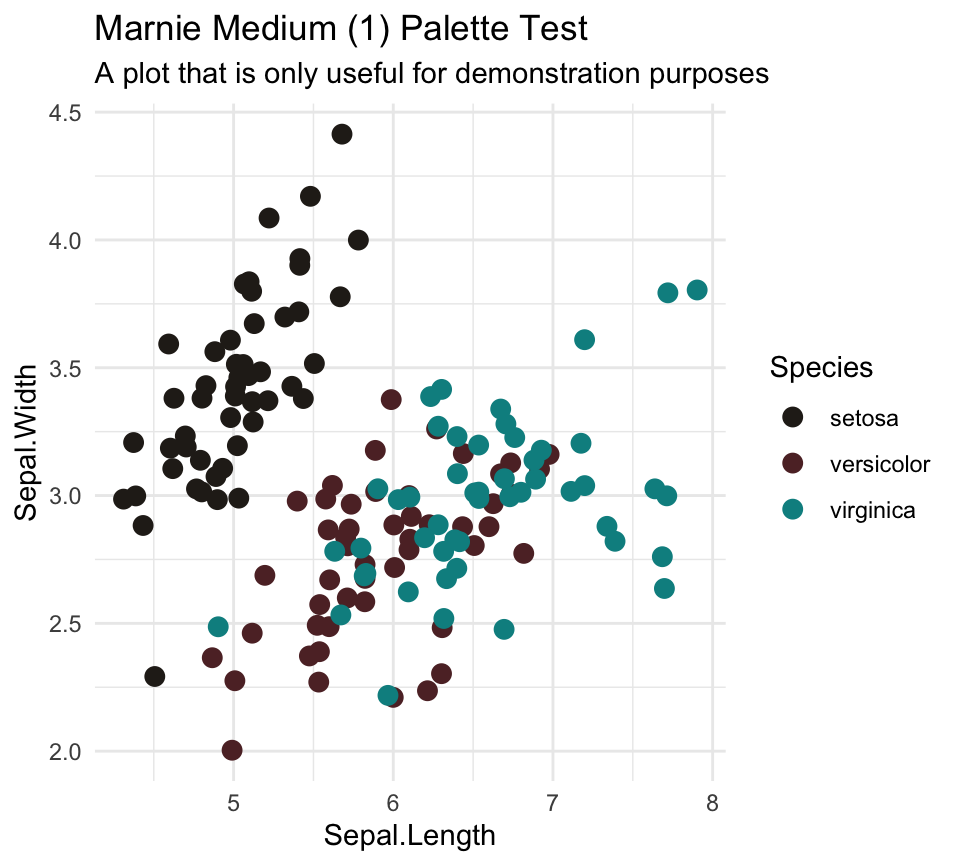 Marnie Medium (1) Palette Test
A plot that is only useful for demonstration purposes
4.5
4.0
3.5
3.0
2.5
2.0
Sepal.Width
5
6
7
8
Sepal.Length
Species
setosa
versicolor
virginica